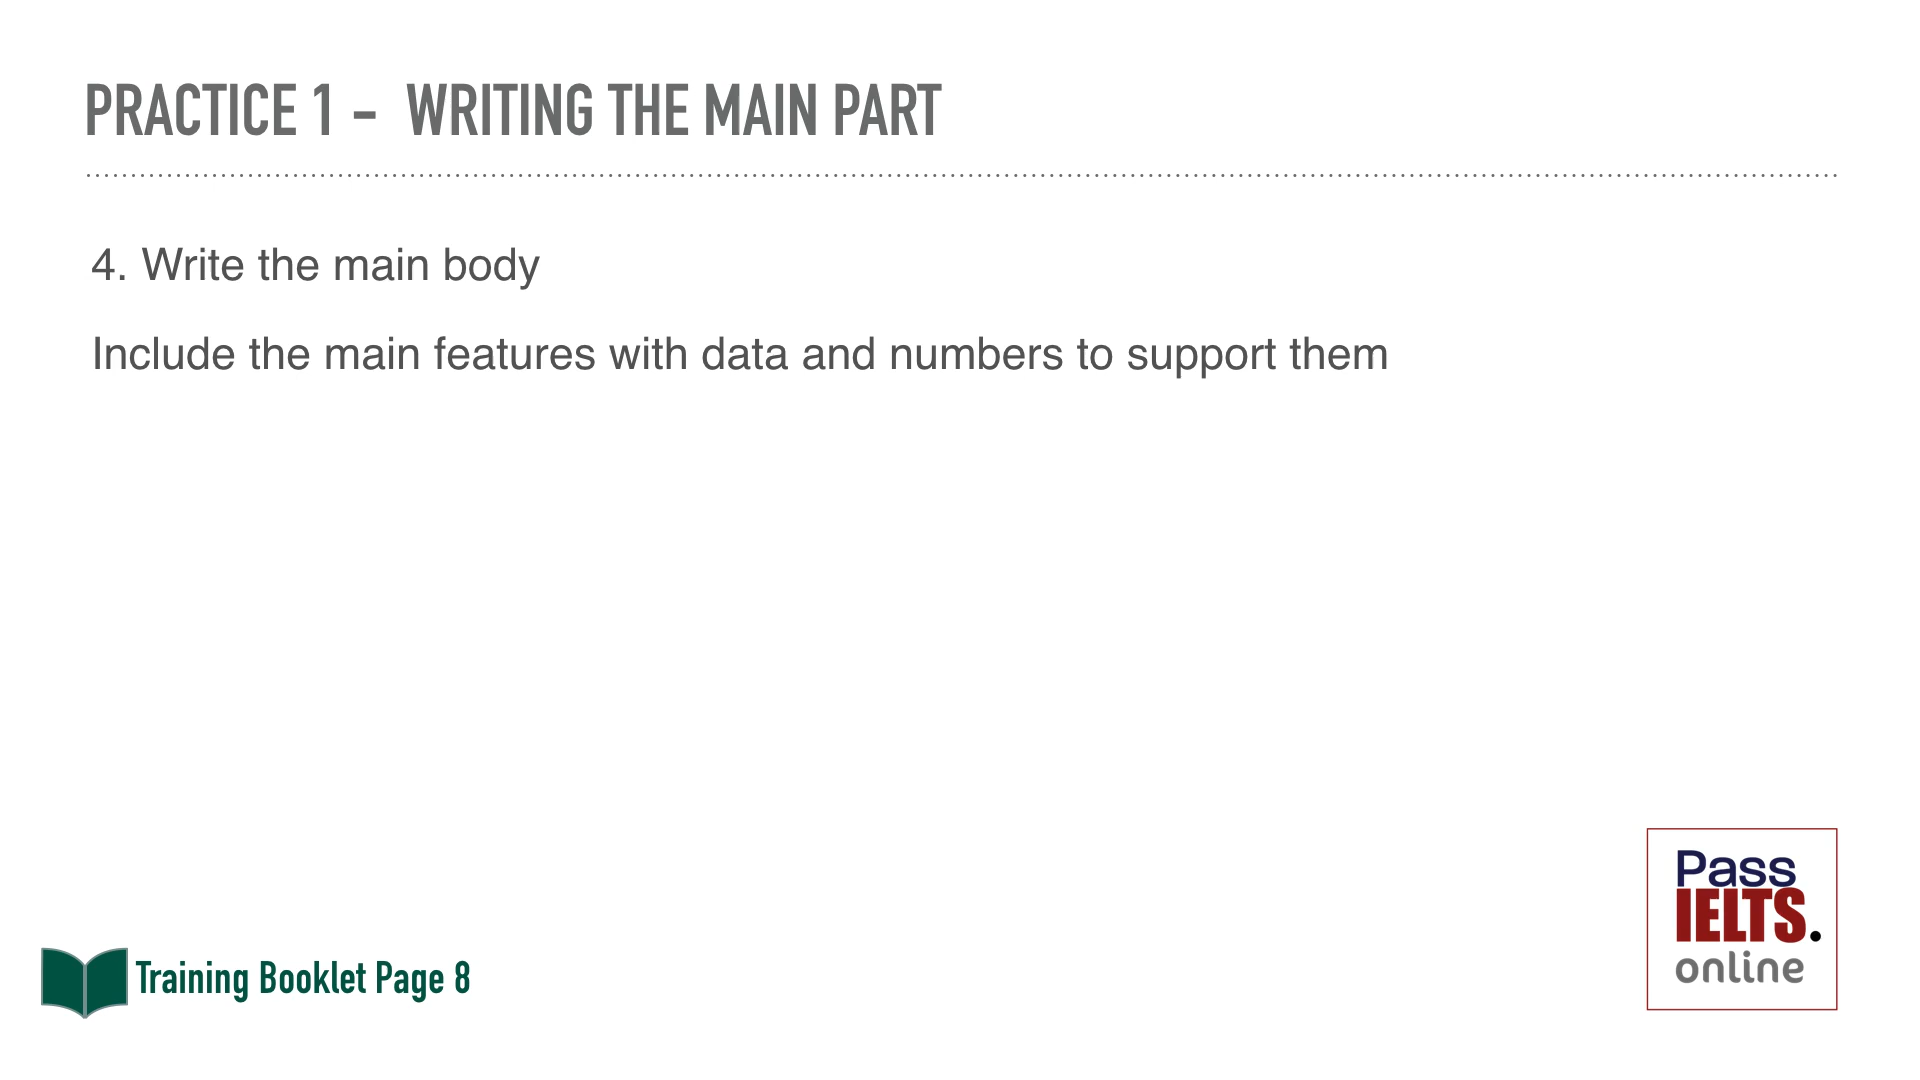 PRACTICE 1 - WRITING THE MAIN PART
4. Write the main body
Include the main features with data and numbers to support them
Training Booklet Page 8
Pass
IELTS.
online